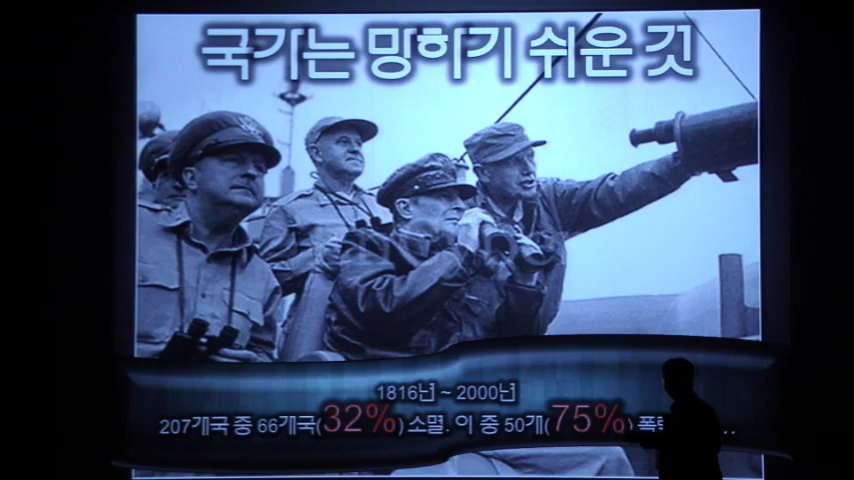 국가는 망하기 쉬운 것
1816년 ~ 2000년
207개국 중 66개국(32%) 소멸. 이 중 50개(75%)